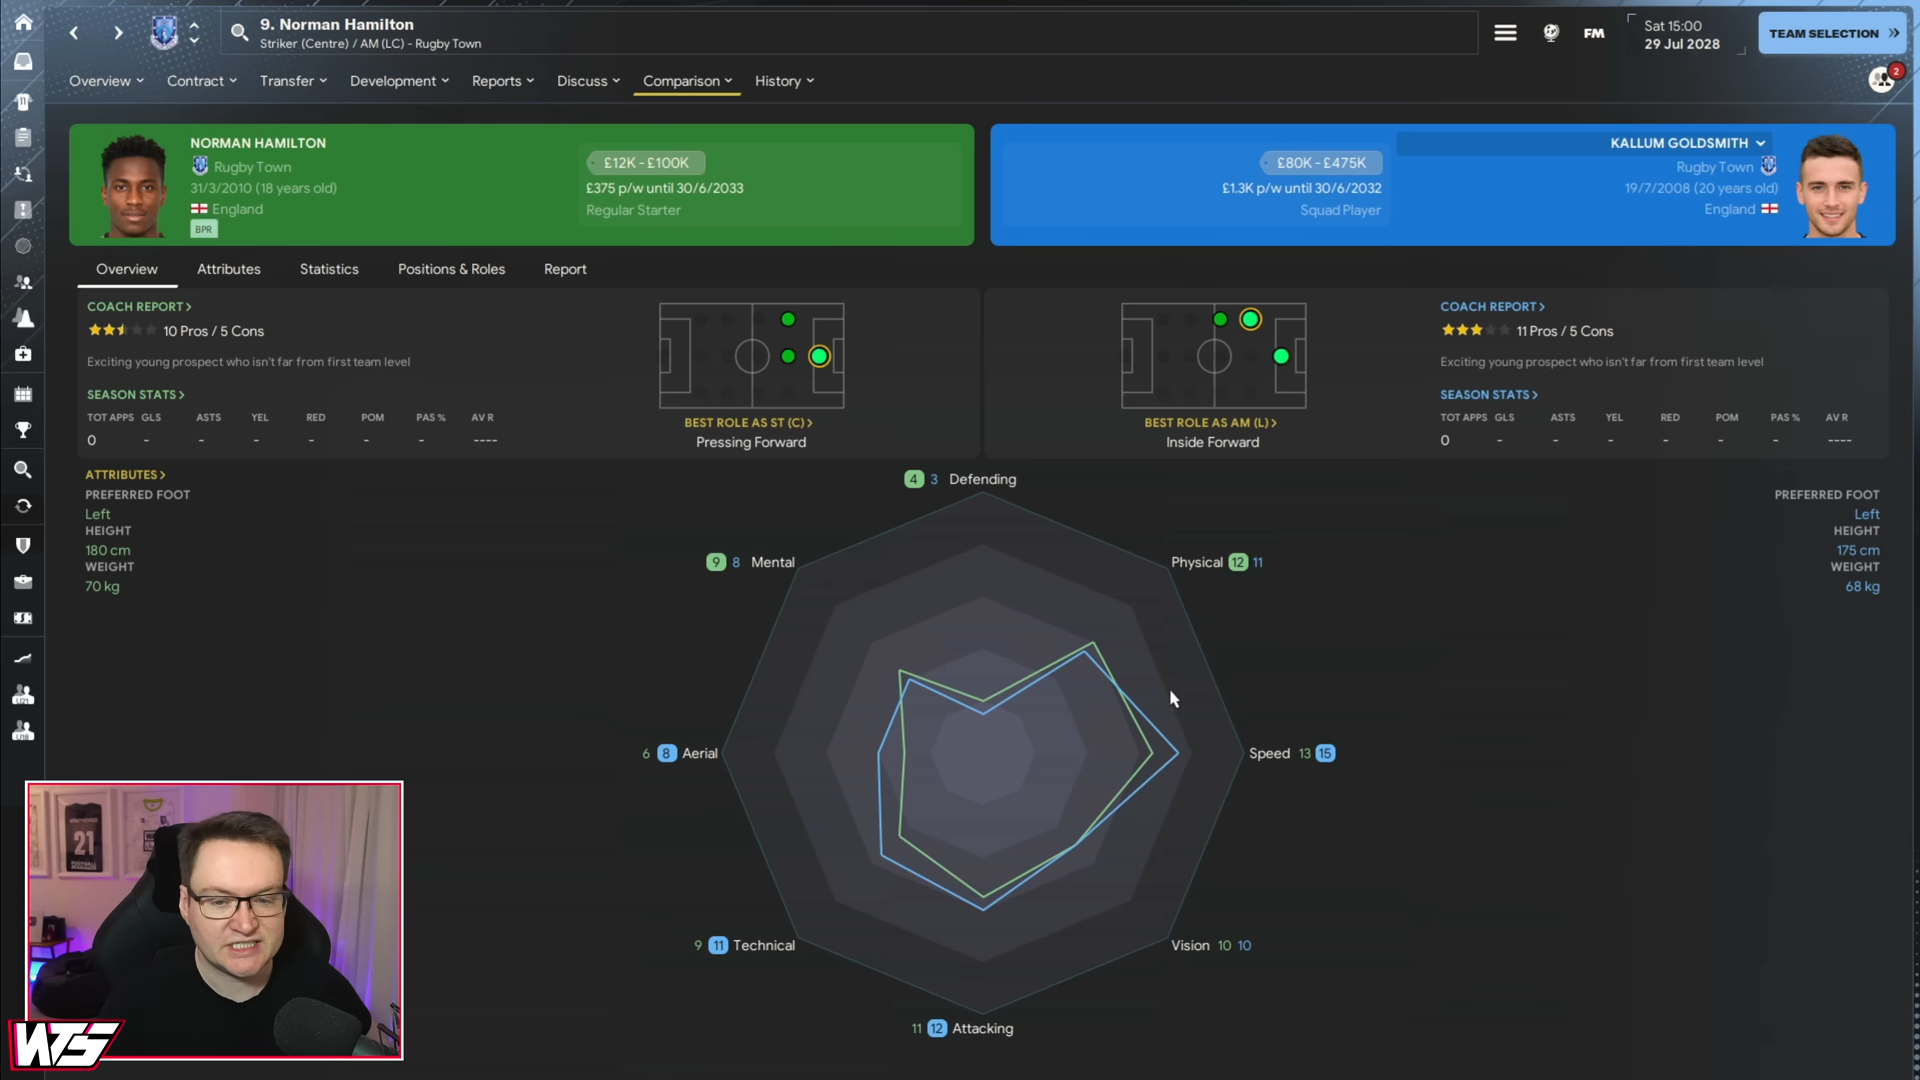 9. Norman Hamilton
Striker (Centre) / AM (LC) - Rugby Town
FM
Sat 15:00
29 Jul 2028
TEAM SELECTION
2
Overview
Contract
Transfer
Development
Reports
Discuss
Comparison
History
NORMAN HAMILTON
Rugby Town
31/3/2010 (18 years old)
England
BPR
£12K - £100K
£375 p/w until 30/6/2033
Regular Starter
£80K - £475K
£1.3K p/w until 30/6/2032
Squad Player
KALLUM GOLDSMITH
Rugby Town
19/7/2008 (20 years old)
England
Overview Attributes Statistics Positions & Roles Report
COACH REPORT >
10 Pros / 5 Cons
Exciting young prospect who isn't far from first team level
SEASON STATS >
TOT APPS GLS ASTS YEL RED POM PAS % AV R
0 - - - - - - ----
BEST ROLE AS ST (C) >
Pressing Forward
BEST ROLE AS AM (L) >
Inside Forward
COACH REPORT >
11 Pros / 5 Cons
Exciting young prospect who isn't far from first team level
SEASON STATS >
TOT APPS GLS ASTS YEL RED POM PAS % AV R
0 - - - - - - ----
ATTRIBUTES >
PREFERRED FOOT
Left
HEIGHT
180 cm
WEIGHT
70 kg
4 3 Defending
9 8 Mental
Physical 12 11
6 8 Aerial
Speed 13 15
9 11 Technical
Vision 10 10
11 12 Attacking
PREFERRED FOOT
Left
HEIGHT
175 cm
WEIGHT
68 kg
U21
U18
21
WTS